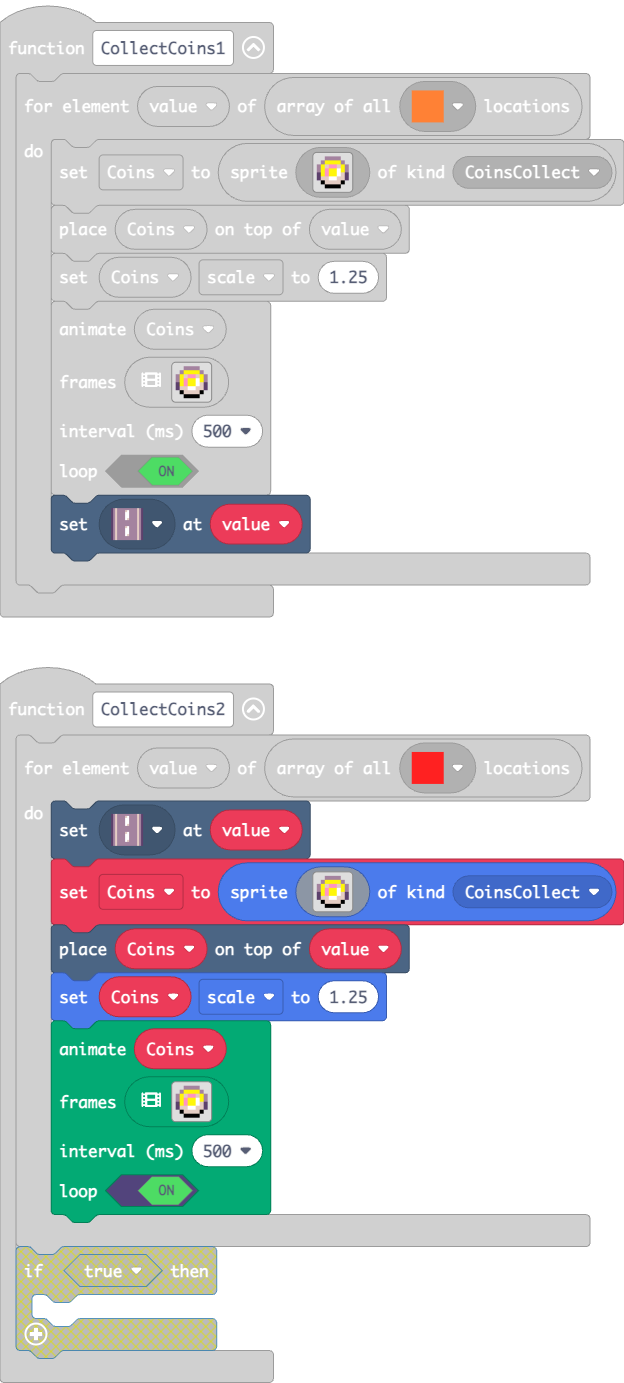 function CollectCoins1
for element value of array of all locations
do
set Coins to sprite of kind CoinsCollect
place Coins on top of value
set Coins scale to 1.25
animate Coins
frames
interval (ms) 500
loop ON
set at value
function CollectCoins2
for element value of array of all locations
do
set at value
set Coins to sprite of kind CoinsCollect
place Coins on top of value
set Coins scale to 1.25
animate Coins
frames
interval (ms) 500
loop ON
if true then